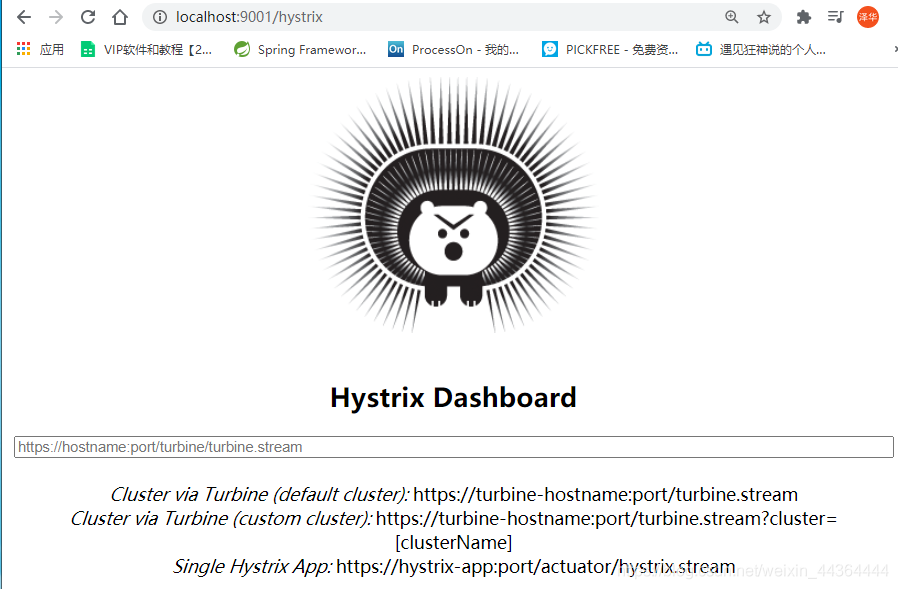 localhost:9001/hystrix
泽华
应用 VIP软件和教程【2... Spring Framewor... On ProcessOn - 我的... PICKFREE - 免费资... 遇见狂神说的个人...
Hystrix Dashboard
https://hostname:port/turbine/turbine.stream
Cluster via Turbine (default cluster): https://turbine-hostname:port/turbine.stream
Cluster via Turbine (custom cluster): https://turbine-hostname:port/turbine.stream?cluster=
[clusterName]
Single Hystrix App: https://hystrix-app:port/actuator/hystrix.stream
https://blog.csdn.net/weixin_44364444